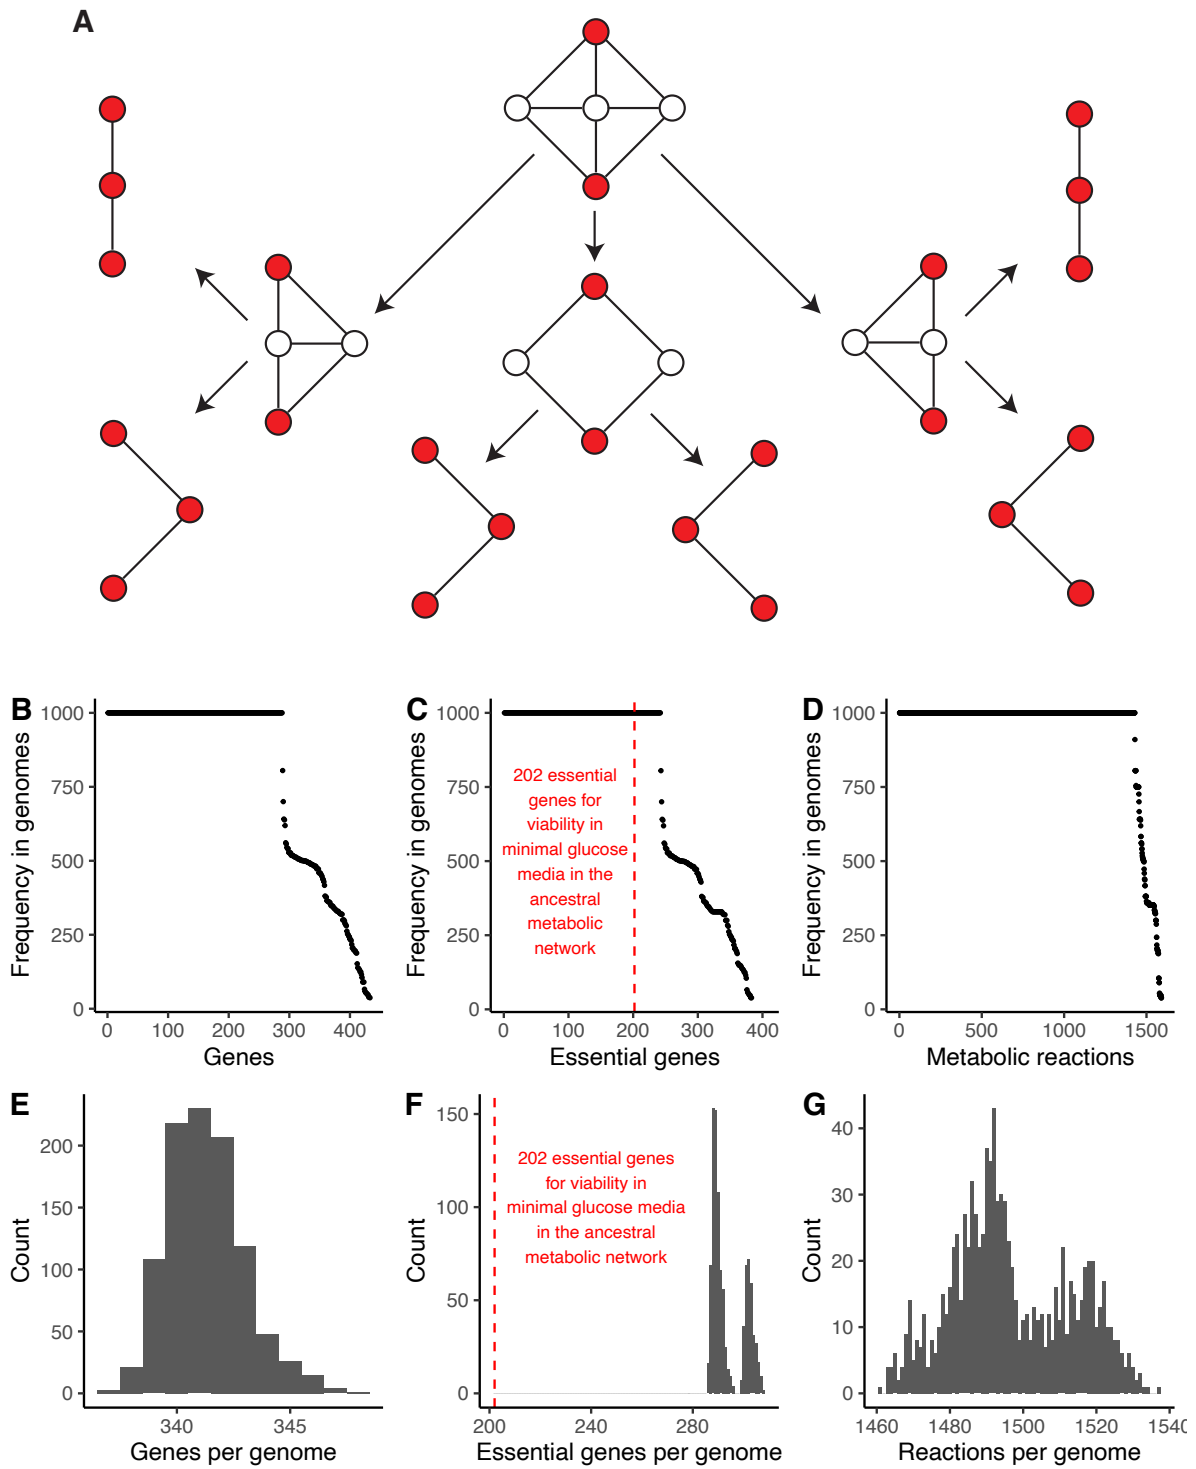 A
B
1000
750
500
250
0
0 100 200 300 400
Genes
Frequency in genomes
C
1000
750
500
250
0
0 100 200 300 400
Essential genes
Frequency in genomes
202 essential
genes for
viability in
minimal glucose
media in the
ancestral
metabolic
network
D
1000
750
500
250
0
0 500 1000 1500
Metabolic reactions
Frequency in genomes
E
200
150
100
50
0
340 345
Genes per genome
Count
F
150
100
50
0
200 240 280
Essential genes per genome
Count
202 essential genes
for viability in
minimal glucose media
in the ancestral
metabolic network
G
40
30
20
10
0
1460 1480 1500 1520 1540
Reactions per genome
Count